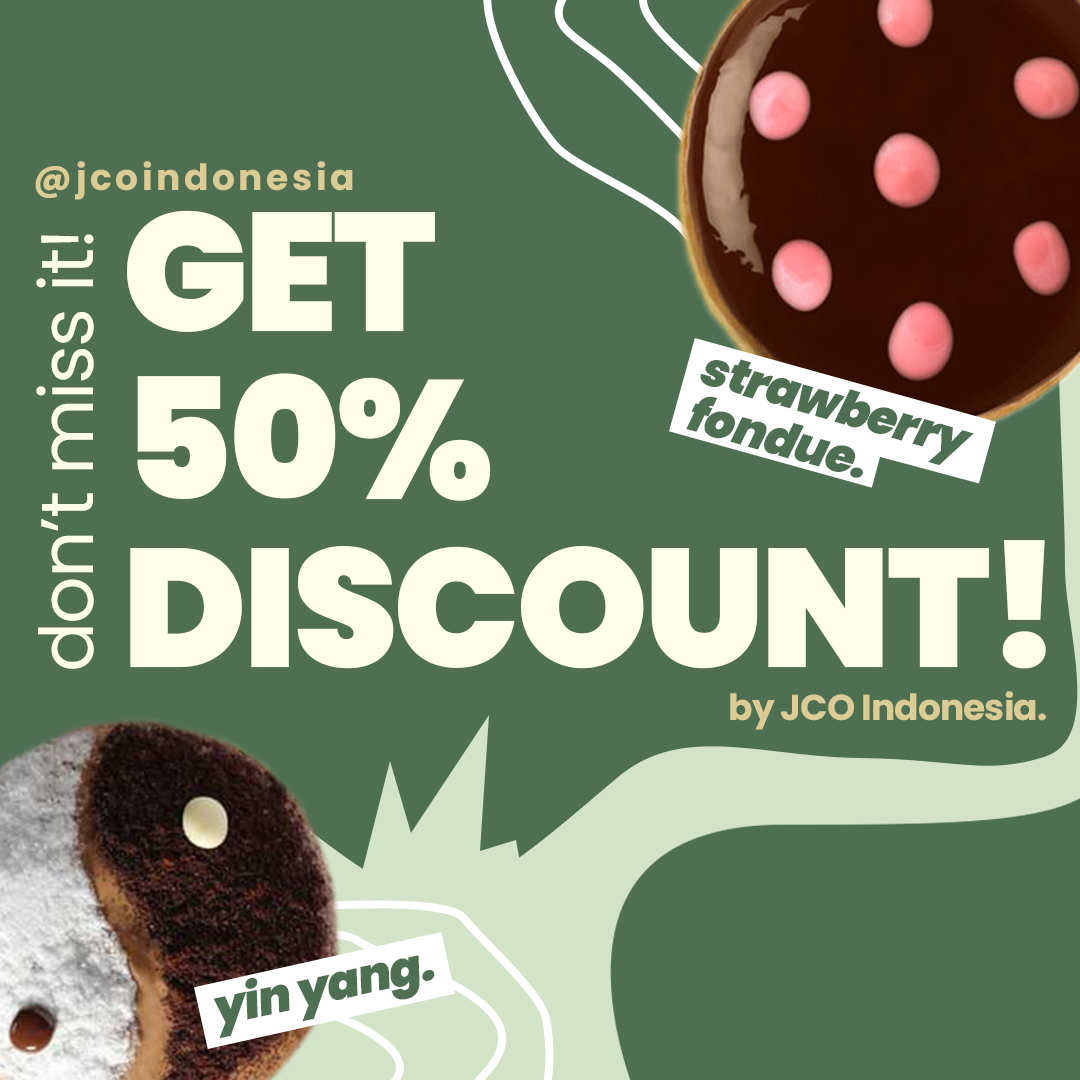 @jcoindonesia
don't miss it!
GET
50%
DISCOUNT!
by JCO Indonesia.
strawberry
fondue.
yin yang.